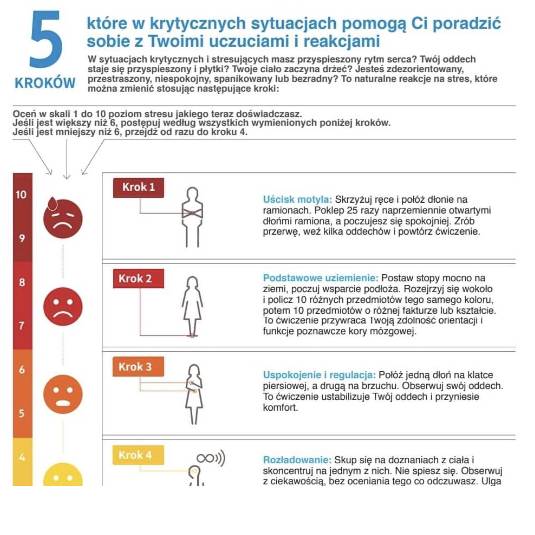 5 KROKÓW
które w krytycznych sytuacjach pomogą Ci poradzić
sobie z Twoimi uczuciami i reakcjami
W sytuacjach krytycznych i stresujących masz przyspieszony rytm serca? Twój oddech
staje się przyspieszony i płytki? Twoje ciało zaczyna drżeć? Jesteś zdezorientowany,
przestraszony, niespokojny, spanikowany lub bezradny? To naturalne reakcje na stres, które
można zmienić stosując następujące kroki:
Oceń w skali 1 do 10 poziom stresu jakiego teraz doświadczasz.
Jeśli jest większy niż 6, postępuj według wszystkich wymienionych poniżej kroków.
Jeśli jest mniejszy niż 6, przejdź od razu do kroku 4.
10
9
Krok 1
Uścisk motyla: Skrzyżuj ręce i połóż dłonie na
ramionach. Poklep 25 razy naprzemiennie otwartymi
dłońmi ramiona, a poczujesz się spokojniej. Zrób
przerwę, weź kilka oddechów i powtórz ćwiczenie.
8
7
Krok 2
Podstawowe uziemienie: Postaw stopy mocno na
ziemi, poczuj wsparcie podłoża. Rozejrzyj się wokoło
i policz 10 różnych przedmiotów tego samego koloru,
potem 10 przedmiotów o różnej fakturze lub kształcie.
To ćwiczenie przywraca Twoją zdolność orientacji i
funkcje poznawcze kory mózgowej.
6
5
Krok 3
Uspokojenie i regulacja: Połóż jedną dłoń na klatce
piersiowej, a drugą na brzuchu. Obserwuj swój oddech.
To ćwiczenie ustabilizuje Twój oddech i przyniesie
komfort.
4
Krok 4
Rozładowanie: Skup się na doznaniach z ciała i
skoncentruj na jednym z nich. Nie spiesz się. Obserwuj
z ciekawością, bez oceniania tego co odczuwasz. Ulga